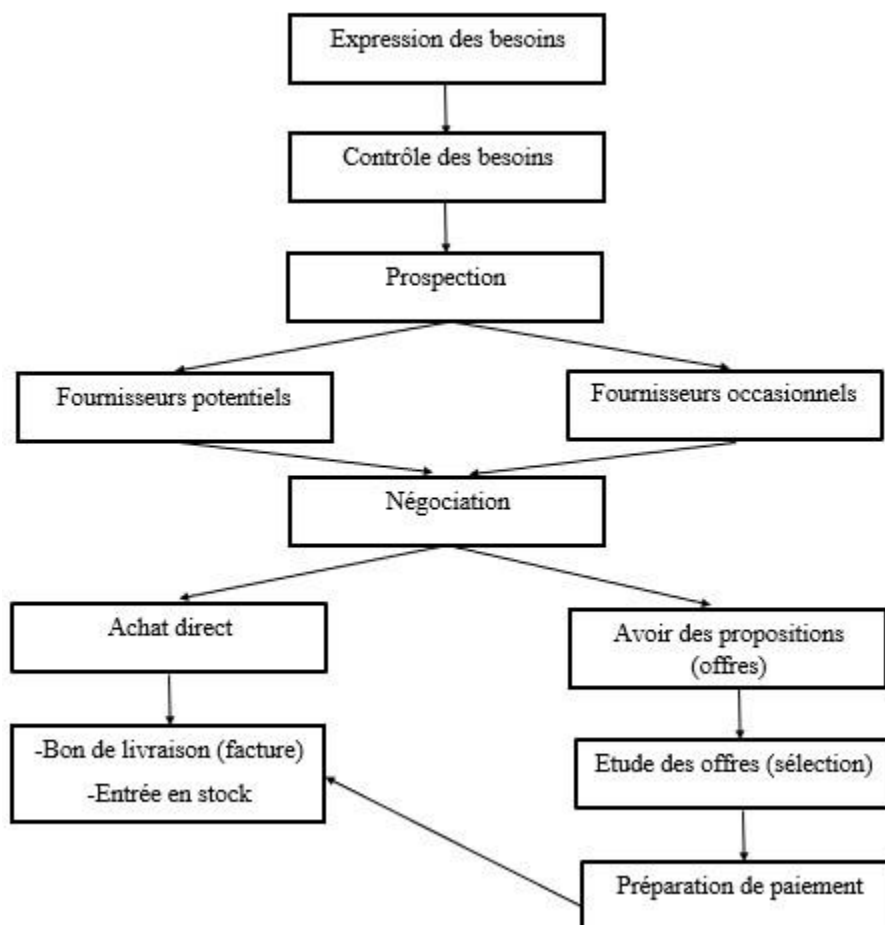 Expression des besoins
Contrôle des besoins
Prospection
Fournisseurs potentiels
Fournisseurs occasionnels
Négociation
Achat direct
Avoir des propositions
(offres)
-Bon de livraison (facture)
-Entrée en stock
Etude des offres (sélection)
Préparation de paiement